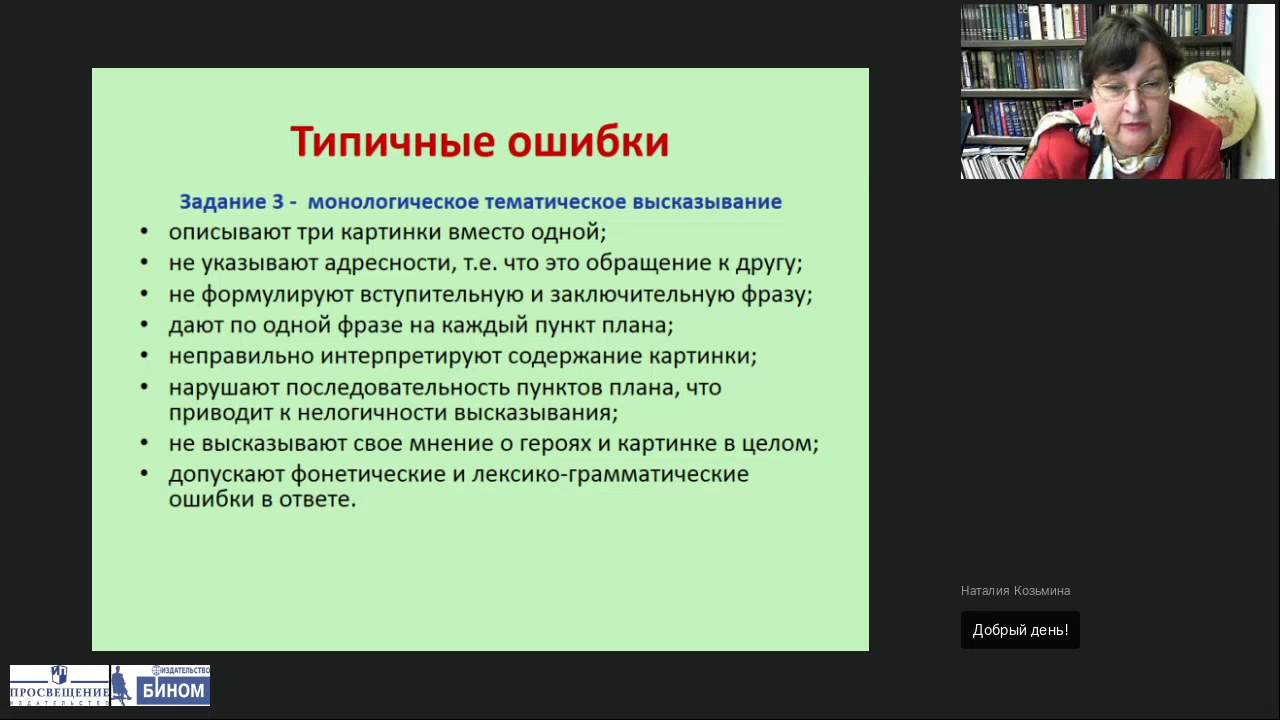 Типичные ошибки
Задание 3 - монологическое тематическое высказывание
• описывают три картинки вместо одной;
• не указывают адресности, т.е. что это обращение к другу;
• не формулируют вступительную и заключительную фразу;
• дают по одной фразе на каждый пункт плана;
• неправильно интерпретируют содержание картинки;
• нарушают последовательность пунктов плана, что
приводит к нелогичности высказывания;
• не высказывают свое мнение о героях и картинке в целом;
• допускают фонетические и лексико-грамматические
ошибки в ответе.
Наталия Козьмина
Добрый день!
ПРОСВЕЩЕНИЕ
ИЗДАТЕЛЬСТВО
ИЗДАТЕЛЬСТВО
БИНОМ